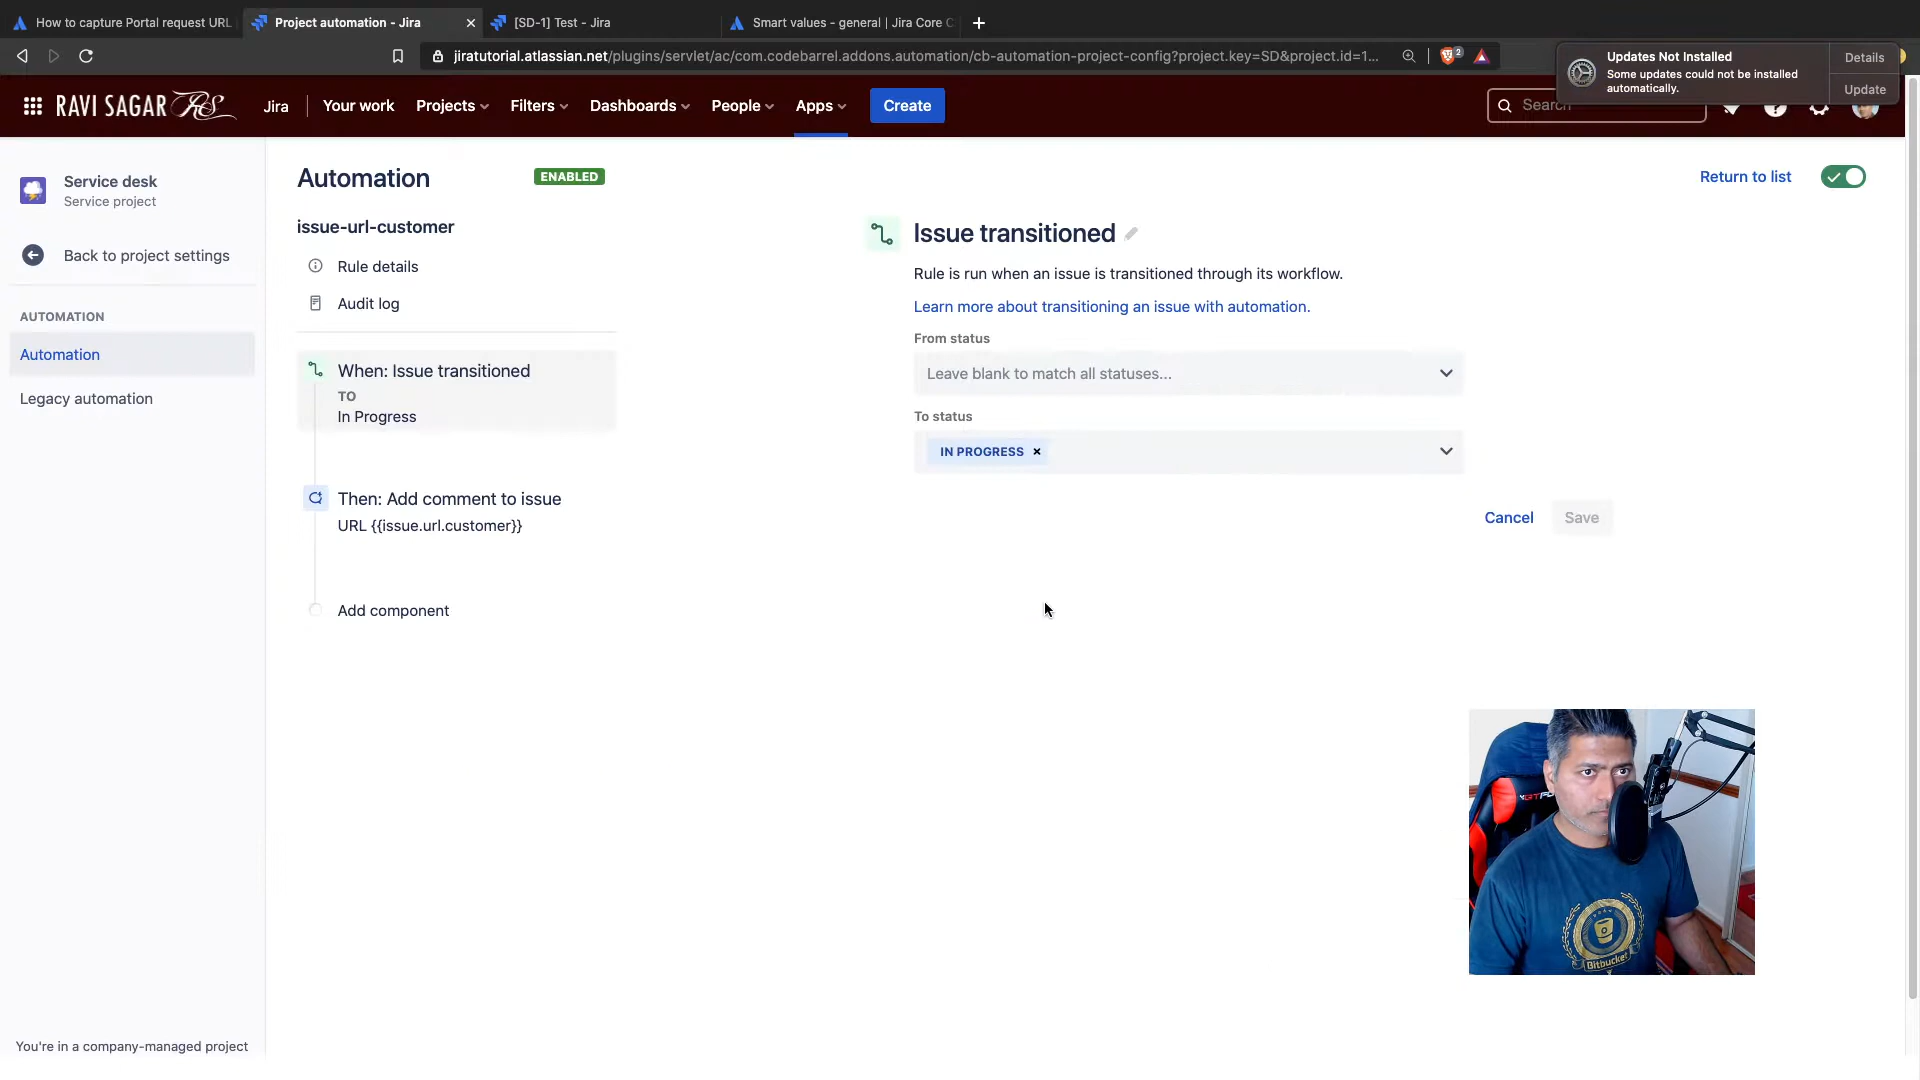 How to capture Portal request URL
Project automation - Jira
[SD-1] Test - Jira
Smart values - general | Jira Core C
jiratutorial.atlassian.net/plugins/servlet/ac/com.codebarrel.addons.automation/cb-automation-project-config?project.key=SD&project.id=1...
2
Updates Not Installed
Some updates could not be installed
automatically.
Details
Update
RAVI SAGAR RS
Jira
Your work
Projects
Filters
Dashboards
People
Apps
Create
Search
Service desk
Service project
Back to project settings
AUTOMATION
Automation
Legacy automation
You're in a company-managed project
Automation
ENABLED
Return to list
issue-url-customer
Rule details
Audit log
When: Issue transitioned
TO
In Progress
Then: Add comment to issue
URL {{issue.url.customer}}
Add component
Issue transitioned
Rule is run when an issue is transitioned through its workflow.
Learn more about transitioning an issue with automation.
From status
Leave blank to match all statuses...
To status
IN PROGRESS
Cancel
Save
Bitbucket